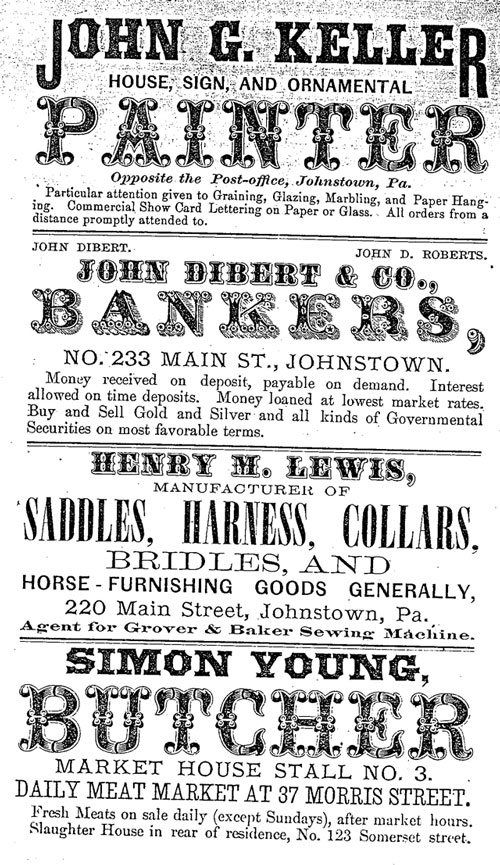 JOHN G. KELLER
HOUSE, SIGN, AND ORNAMENTAL
PAINTER
Opposite the Post-office, Johnstown, Pa.
Particular attention given to Graining, Glazing, Marbling, and Paper Hang-
ing. Commercial Show Card Lettering on Paper or Glass. All orders from a
distance promptly attended to.
JOHN DIBERT. JOHN D. ROBERTS.
JOHN DIBERT & CO.,
BANKERS,
NO. 233 MAIN ST., JOHNSTOWN.
Money received on deposit, payable on demand. Interest
allowed on time deposits. Money loaned at lowest market rates.
Buy and Sell Gold and Silver and all kinds of Governmental
Securities on most favorable terms.
HENRY M. LEWIS,
MANUFACTURER OF
SADDLES, HARNESS, COLLARS,
BRIDLES, AND
HORSE-FURNISHING GOODS GENERALLY,
220 Main Street, Johnstown, Pa.
Agent for Grover & Baker Sewing Machine.
SIMON YOUNG,
BUTCHER
MARKET HOUSE STALL NO. 3.
DAILY MEAT MARKET AT 37 MORRIS STREET.
Fresh Meats on sale daily (except Sundays), after market hours.
Slaughter House in rear of residence, No. 123 Somerset street.